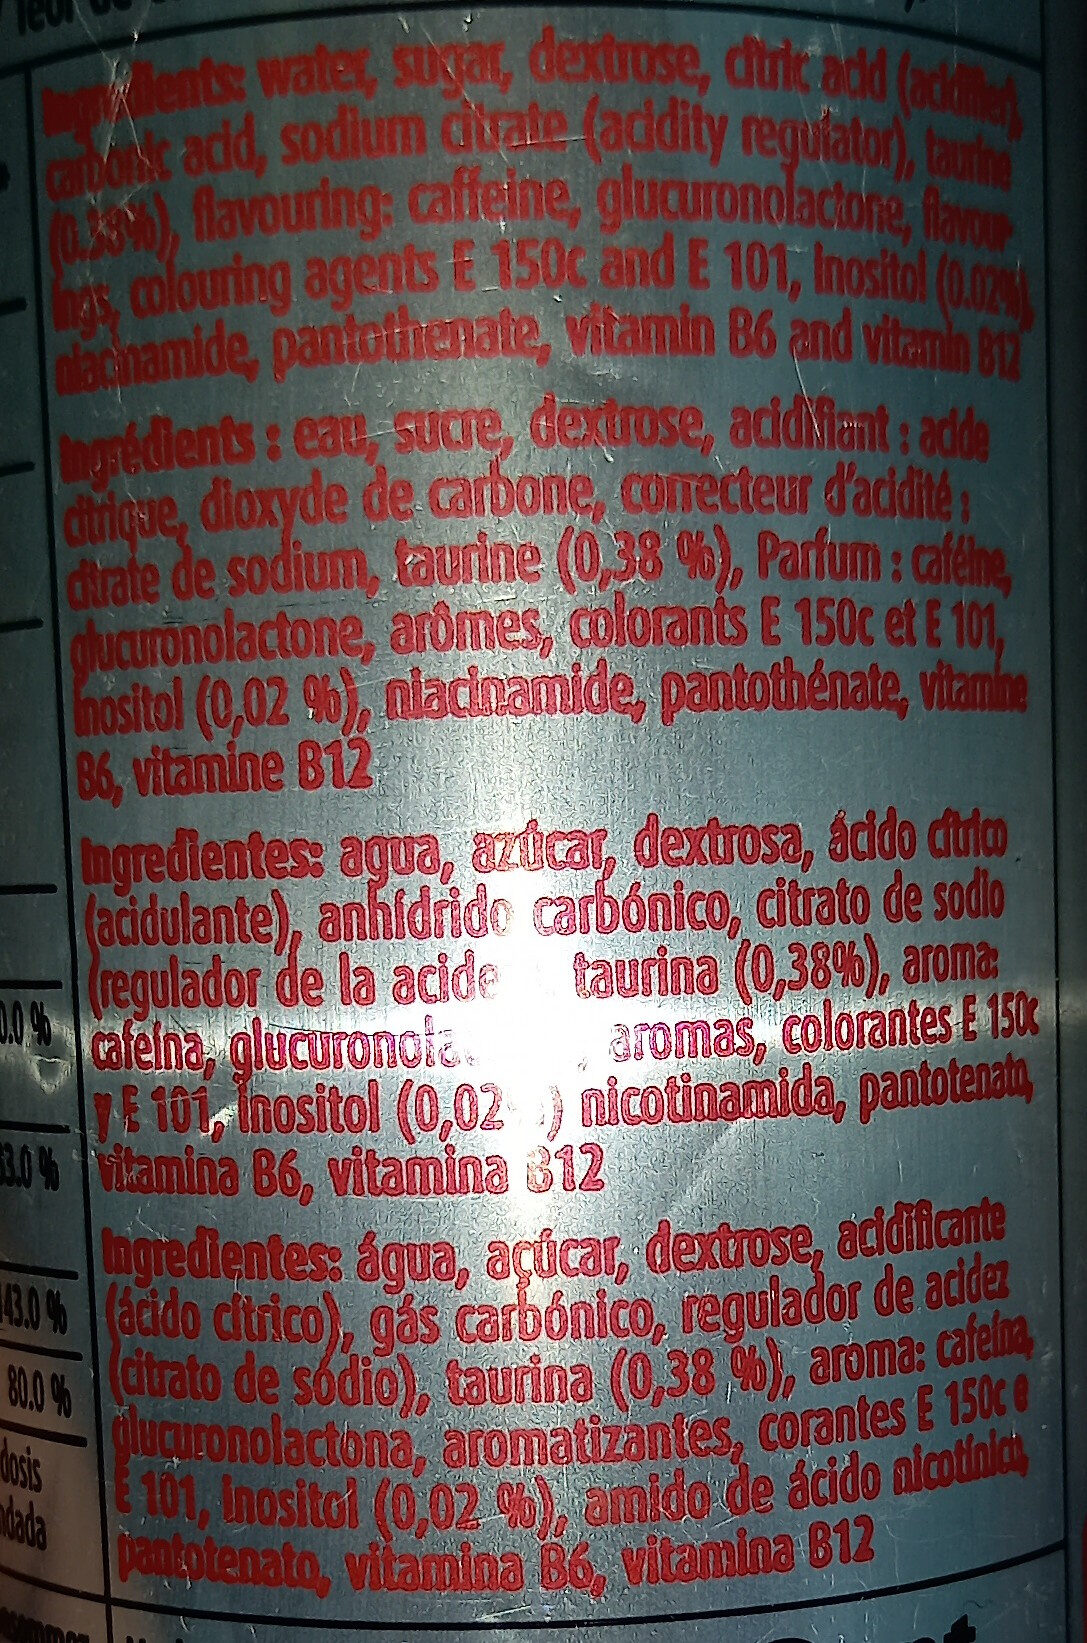 Ingredients: water, sugar, dextrose, citric acid (acidifier),
carbonic acid, sodium citrate (acidity regulator), taurine
(0.38%), flavouring: caffeine, glucuronolactone, flavour-
ings, colouring agents E 150c and E 101, Inositol (0.02%),
niacinamide, pantothenate, vitamin B6 and vitamin B12
Ingrédients : eau, sucre, dextrose, acidifiant : acide
citrique, dioxyde de carbone, correcteur d'acidité :
citrate de sodium, taurine (0,38 %), Parfum : caféine,
glucuronolactone, arômes, colorants E 150c et E 101,
Inositol (0,02 %), niacinamide, pantothénate, vitamine
B6, vitamine B12
Ingredientes: agua, azúcar, dextrosa, ácido cítrico
(acidulante), anhídrido carbónico, citrato de sodio
(regulador de la acide taurina (0,38%), aroma:
cafeína, aromas, colorantes E 150c
y E 101, Inositol (0,02 ) nicotinamida, pantotenato,
vitamina B6, vitamina B12
Ingredientes: água, açúcar, dextrose, acidificante
(ácido cítrico), gás carbónico, regulador de acidez
(citrato de sódio), taurina (0,38 %), aroma: cafeína,
glucuronolactona, aromatizantes, corantes E 150c e
E 101, Inositol (0,02 %), amido de ácido nicotínico,
pantotenato, vitamina B6, vitamina B12
0.0 %
3.0 %
43.0 %
80.0 %
dosis